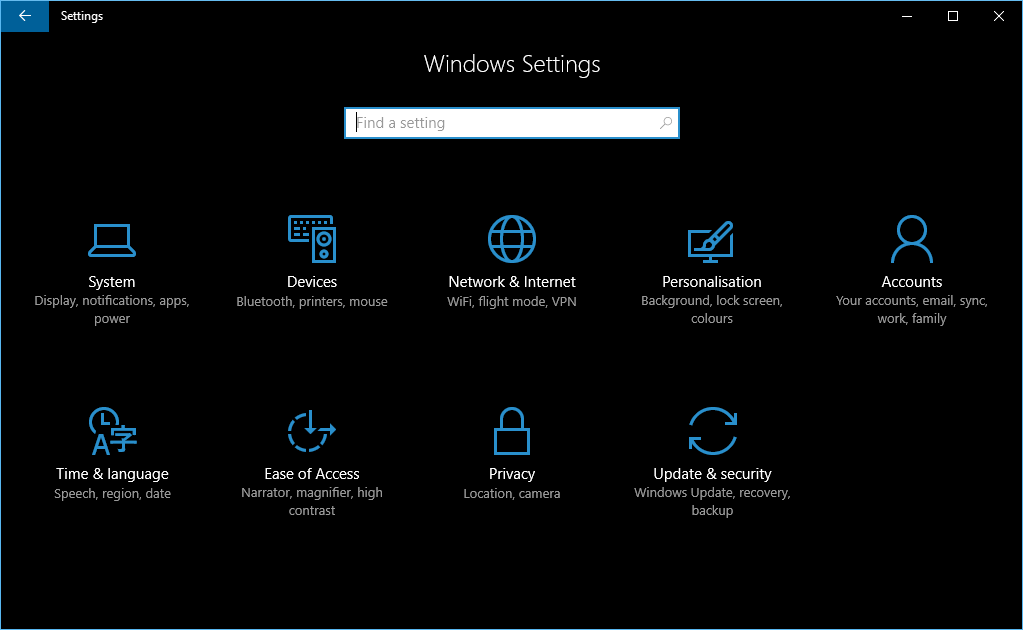 Settings
Windows Settings
Find a setting
System
Display, notifications, apps,
power
Devices
Bluetooth, printers, mouse
Network & Internet
WiFi, flight mode, VPN
Personalisation
Background, lock screen,
colours
Accounts
Your accounts, email, sync,
work, family
A字
Time & language
Speech, region, date
Ease of Access
Narrator, magnifier, high
contrast
Privacy
Location, camera
Update & security
Windows Update, recovery,
backup